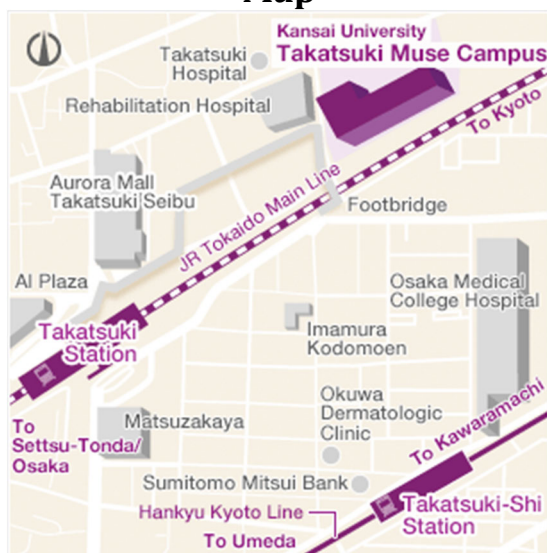 Map
Kansai University
Takatsuki Muse Campus
Takatsuki
Hospital
Rehabilitation Hospital
To Kyoto
Aurora Mall
Takatsuki Seibu
JR Tokaido Main Line
Footbridge
Al Plaza
Osaka Medical
College Hospital
Takatsuki
Station
Imamura
Kodomoen
Okuwa
Dermatologic
Clinic
To Kawaramachi
Matsuzakaya
To
Settsu-Tonda/
Osaka
Sumitomo Mitsui Bank
Takatsuki-Shi
Station
Hankyu Kyoto Line
To Umeda